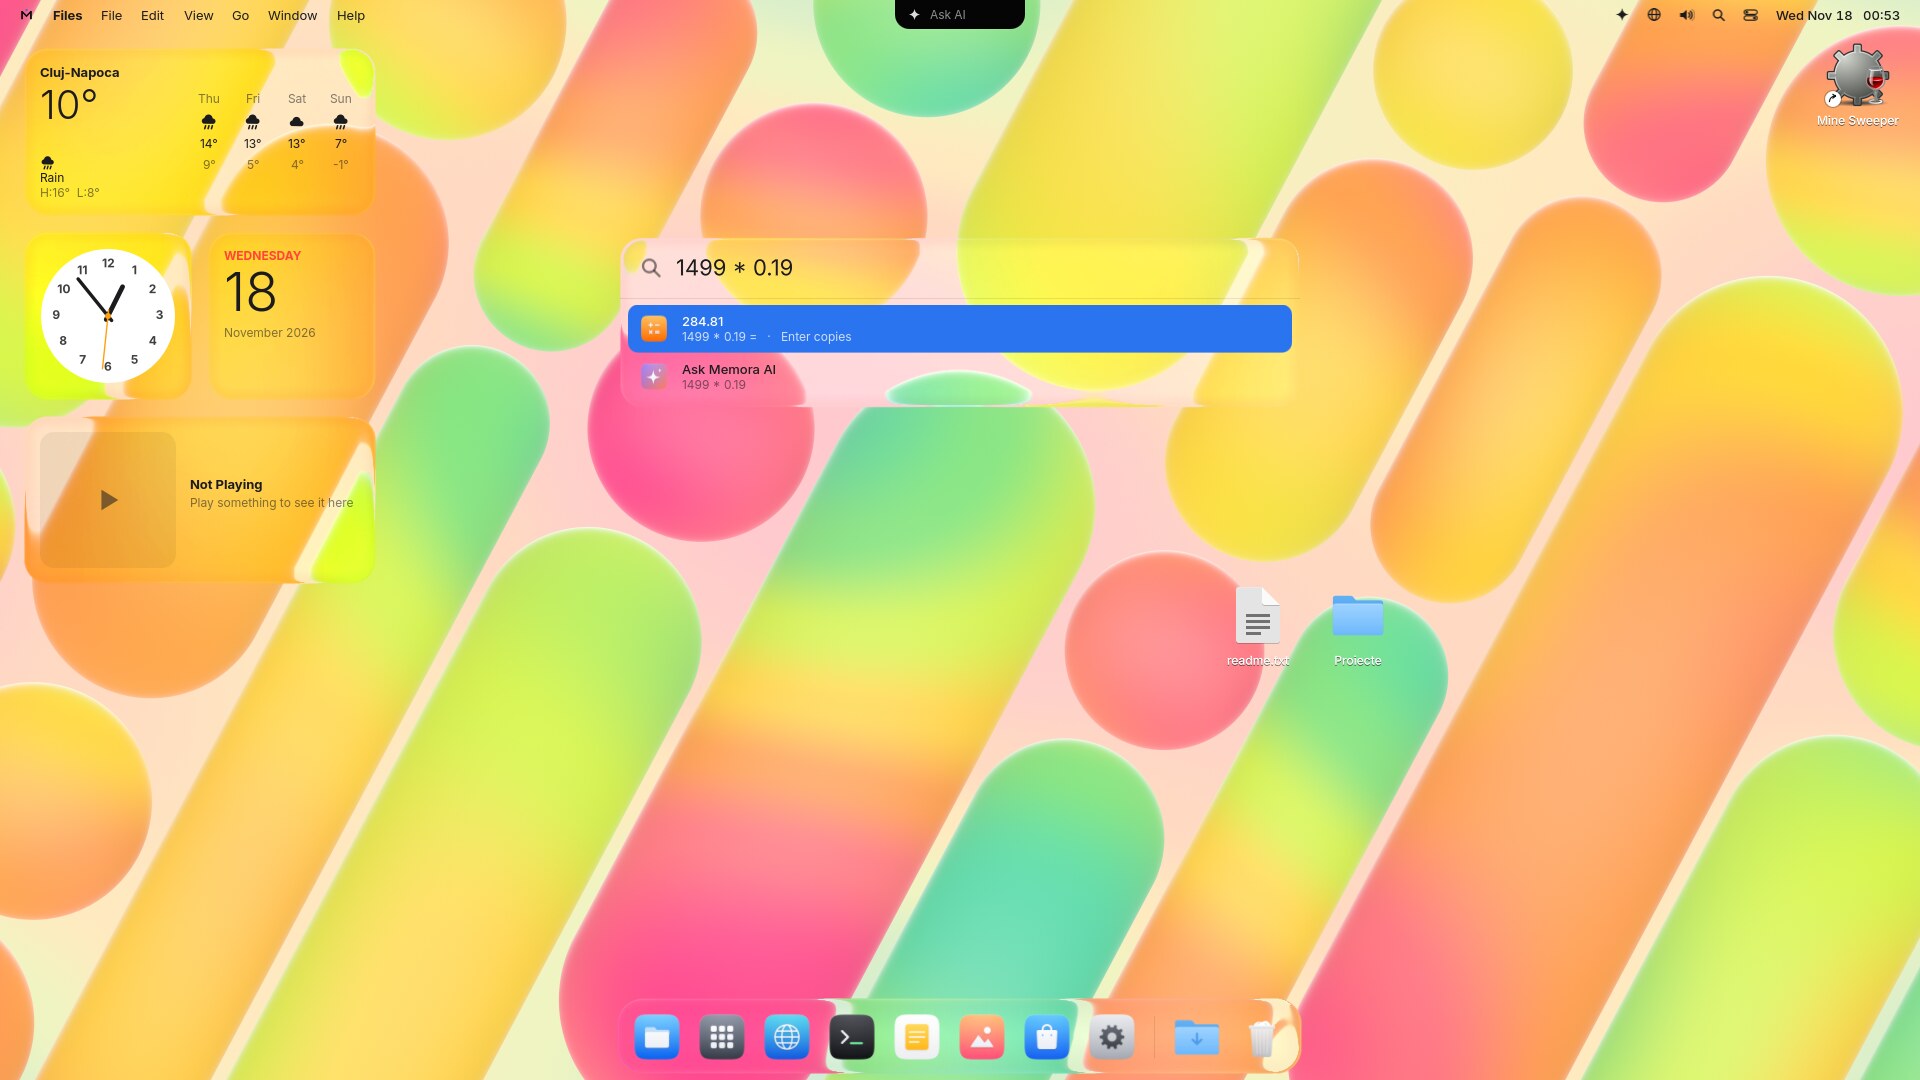 Files File Edit View Go Window Help
Ask AI
Wed Nov 18 00:53
Cluj-Napoca
10°
Rain
H:16° L:8°
Thu Fri Sat Sun
14° 13° 13° 7°
9° 5° 4° -1°
12
11 1
10 2
9 3
8 4
7 5
6
WEDNESDAY
18
November 2026
Not Playing
Play something to see it here
1499 * 0.19
284.81
1499 * 0.19 = · Enter copies
Ask Memora AI
1499 * 0.19
Mine Sweeper
readme.txt
Proiecte